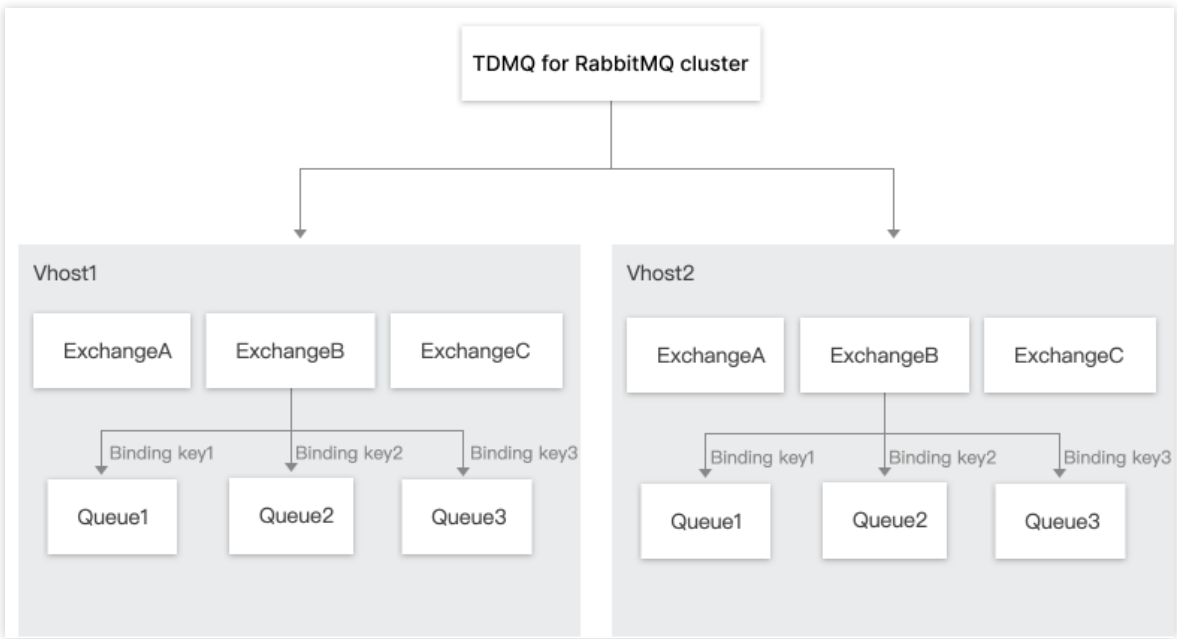 TDMQ for RabbitMQ cluster
Vhost1
ExchangeA
ExchangeB
ExchangeC
Binding key1
Binding key2
Binding key3
Queue1
Queue2
Queue3
Vhost2
ExchangeA
ExchangeB
ExchangeC
Binding key1
Binding key2
Binding key3
Queue1
Queue2
Queue3